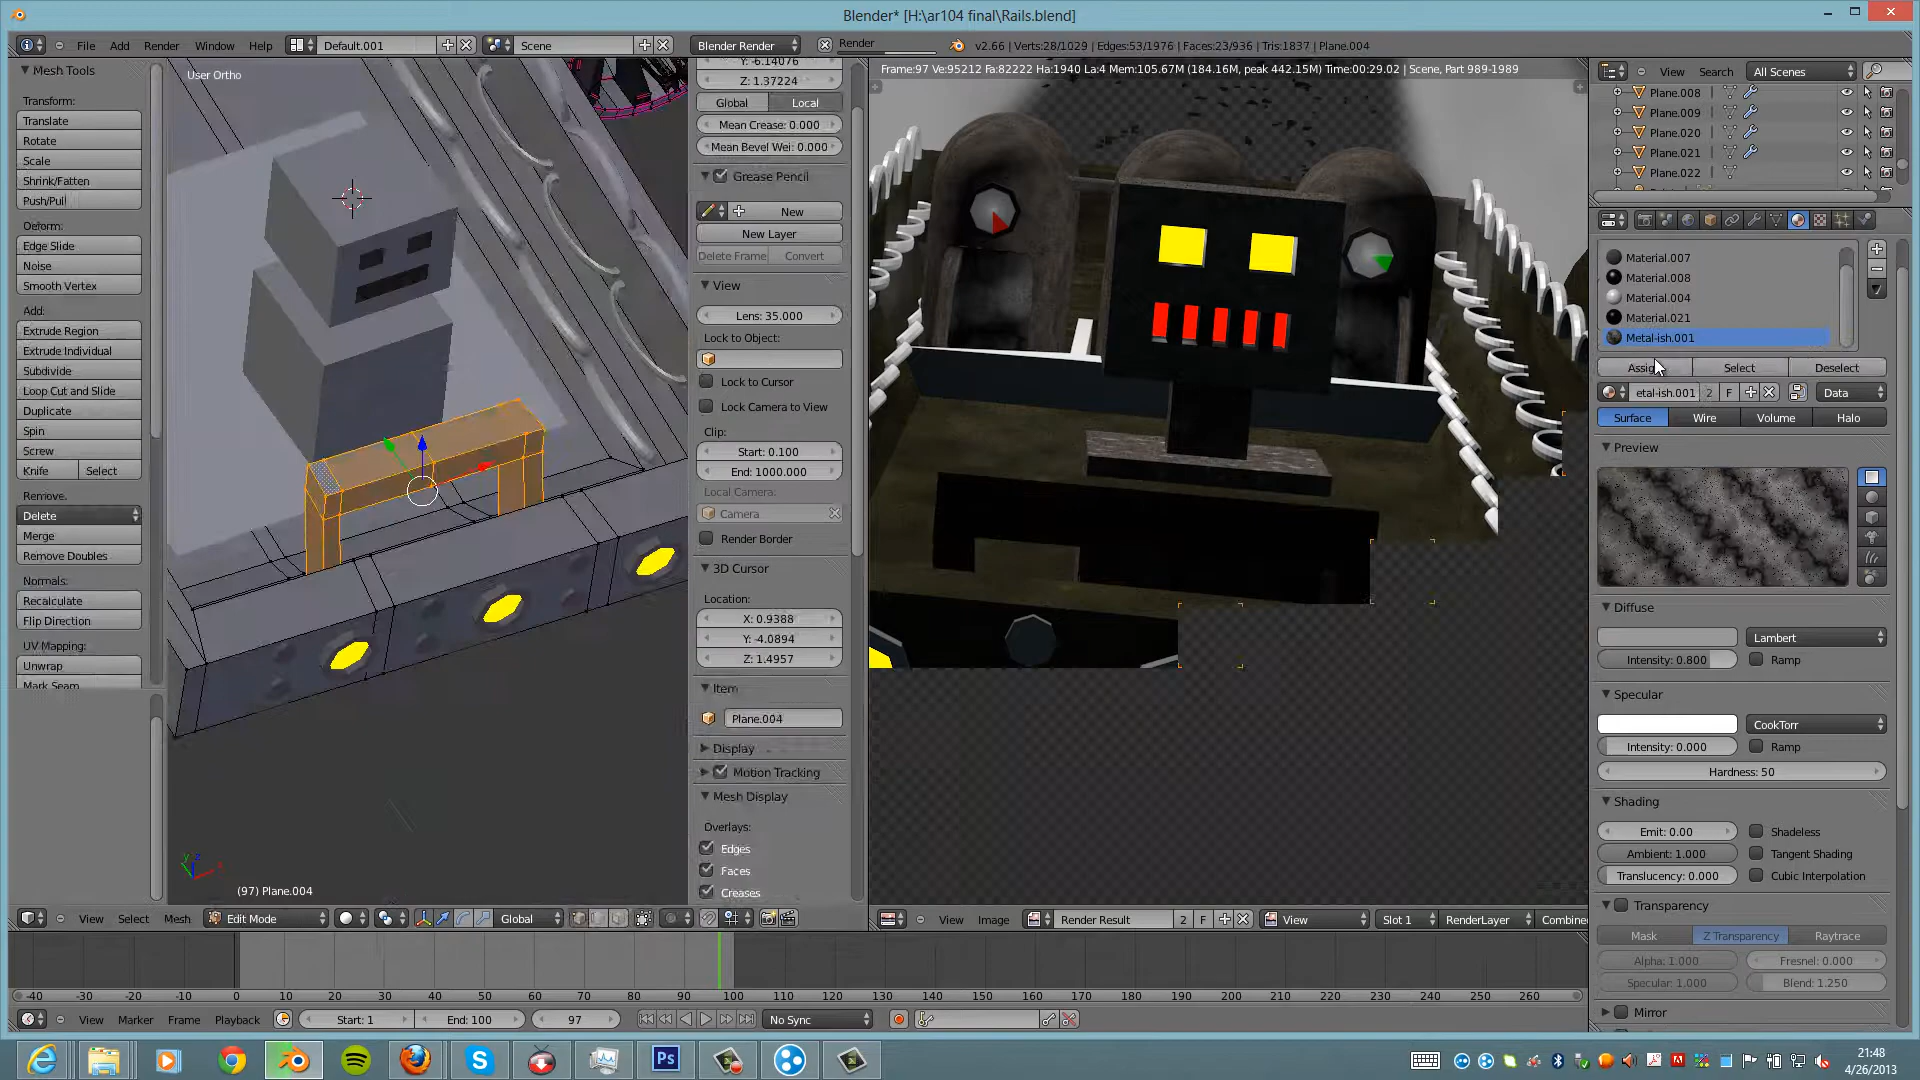 Blender* [H:\ar104 final\Rails.blend]
File Add Render Window Help Default.001 Scene Blender Render Render v2.66 | Verts:28/1029 | Edges:53/1976 | Faces:23/936 | Tris:1837 | Plane.004
Mesh Tools
Transform:
Translate
Rotate
Scale
Shrink/Fatten
Push/Pull
Deform:
Edge Slide
Noise
Smooth Vertex
Add:
Extrude Region
Extrude Individual
Subdivide
Loop Cut and Slide
Duplicate
Spin
Screw
Knife Select
Remove:
Delete
Merge
Remove Doubles
Normals:
Recalculate
Flip Direction
UV Mapping:
Unwrap
Mark Seam
User Ortho
(97) Plane.004
View Select Mesh Edit Mode Global
Y: -6.14076
Z: 1.37224
Global Local
Mean Crease: 0.000
Mean Bevel Wei: 0.000
Grease Pencil
New
New Layer
Delete Frame Convert
View
Lens: 35.000
Lock to Object:
Lock to Cursor
Lock Camera to View
Clip:
Start: 0.100
End: 1000.000
Local Camera:
Camera
Render Border
3D Cursor
Location:
X: 0.9388
Y: -4.0894
Z: 1.4957
Item
Plane.004
Display
Motion Tracking
Mesh Display
Overlays:
Edges
Faces
Creases
Frame:97 Ve:95212 Fa:82222 Ha:1940 La:4 Mem:105.67M (184.16M, peak 442.15M) Time:00:29.02 | Scene, Part 989-1989
View Image Render Result 2 F View Slot 1 RenderLayer Combine
View Search All Scenes
Plane.008
Plane.009
Plane.020
Plane.021
Plane.022
Material.007
Material.008
Material.004
Material.021
Metal-ish.001
Assign Select Deselect
etal-ish.001 2 F Data
Surface Wire Volume Halo
Preview
Diffuse
Lambert
Intensity: 0.800 Ramp
Specular
CookTorr
Intensity: 0.000 Ramp
Hardness: 50
Shading
Emit: 0.00 Shadeless
Ambient: 1.000 Tangent Shading
Translucency: 0.000 Cubic Interpolation
Transparency
Mask Z Transparency Raytrace
Alpha: 1.000 Fresnel: 0.000
Specular: 1.000 Blend: 1.250
Mirror
-40 -30 -20 -10 0 10 20 30 40 50 60 70 80 90 100 110 120 130 140 150 160 170 180 190 200 210 220 230 240 250 260
View Marker Frame Playback Start: 1 End: 100 97 No Sync
Ps
21:48
4/26/2013